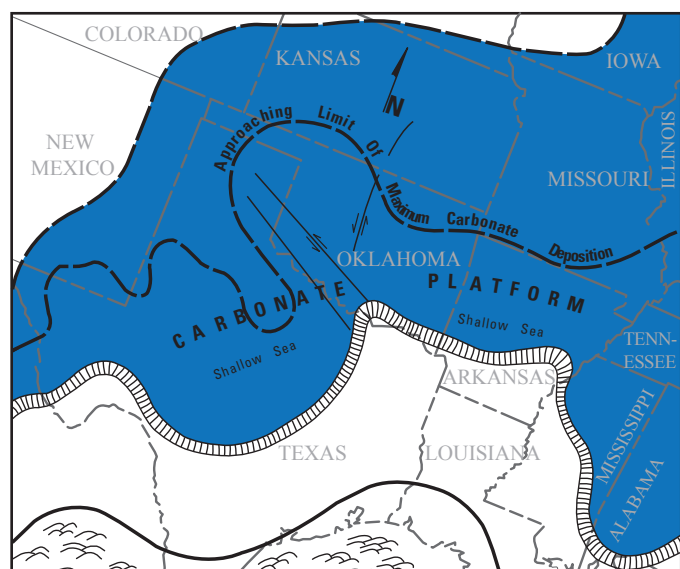 COLORADO
KANSAS
IOWA
NEW
MEXICO
N
ILLINOIS
MISSOURI
Approaching Limit Of Maximum Carbonate Deposition
OKLAHOMA
CARBONATE PLATFORM
Shallow Sea
Shallow Sea
TENN-
ESSEE
ARKANSAS
MISSISSIPPI
TEXAS
LOUISIANA
ALABAMA